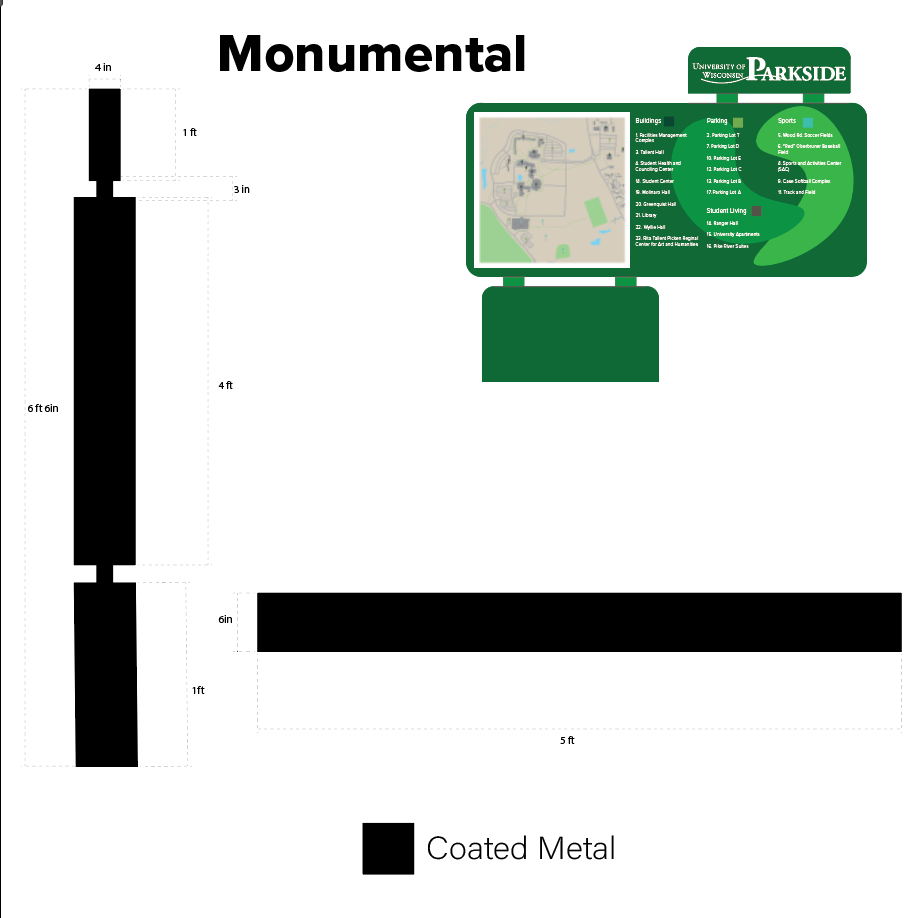 Monumental
4 in
1 ft
3 in
4 ft
6 ft 6in
1ft
UNIVERSITY OF
WISCONSIN
PARKSIDE
Buildings
1. Facilities Management
Complex
3. Tallent Hall
4. Student Health and
Counciling Center
18. Student Center
19. Molinaro Hall
20. Greenquist Hall
21. Library
22. Wyllie Hall
23. Rita Tallent Picken Reginal
Center for Art and Humanities
Parking
2. Parking Lot T
7. Parking Lot D
10. Parking Lot E
12. Parking Lot C
13. Parking Lot B
17. Parking Lot A
Student Living
14. Ranger Hall
15. University Apartments
16. Pike River Suites
Sports
5. Wood Rd. Soccer Fields
6. "Red" Oberbruner Baseball
Field
8. Sports and Activities Center
(SAC)
9. Case Softball Complex
11. Track and Field
6in
5 ft
Coated Metal